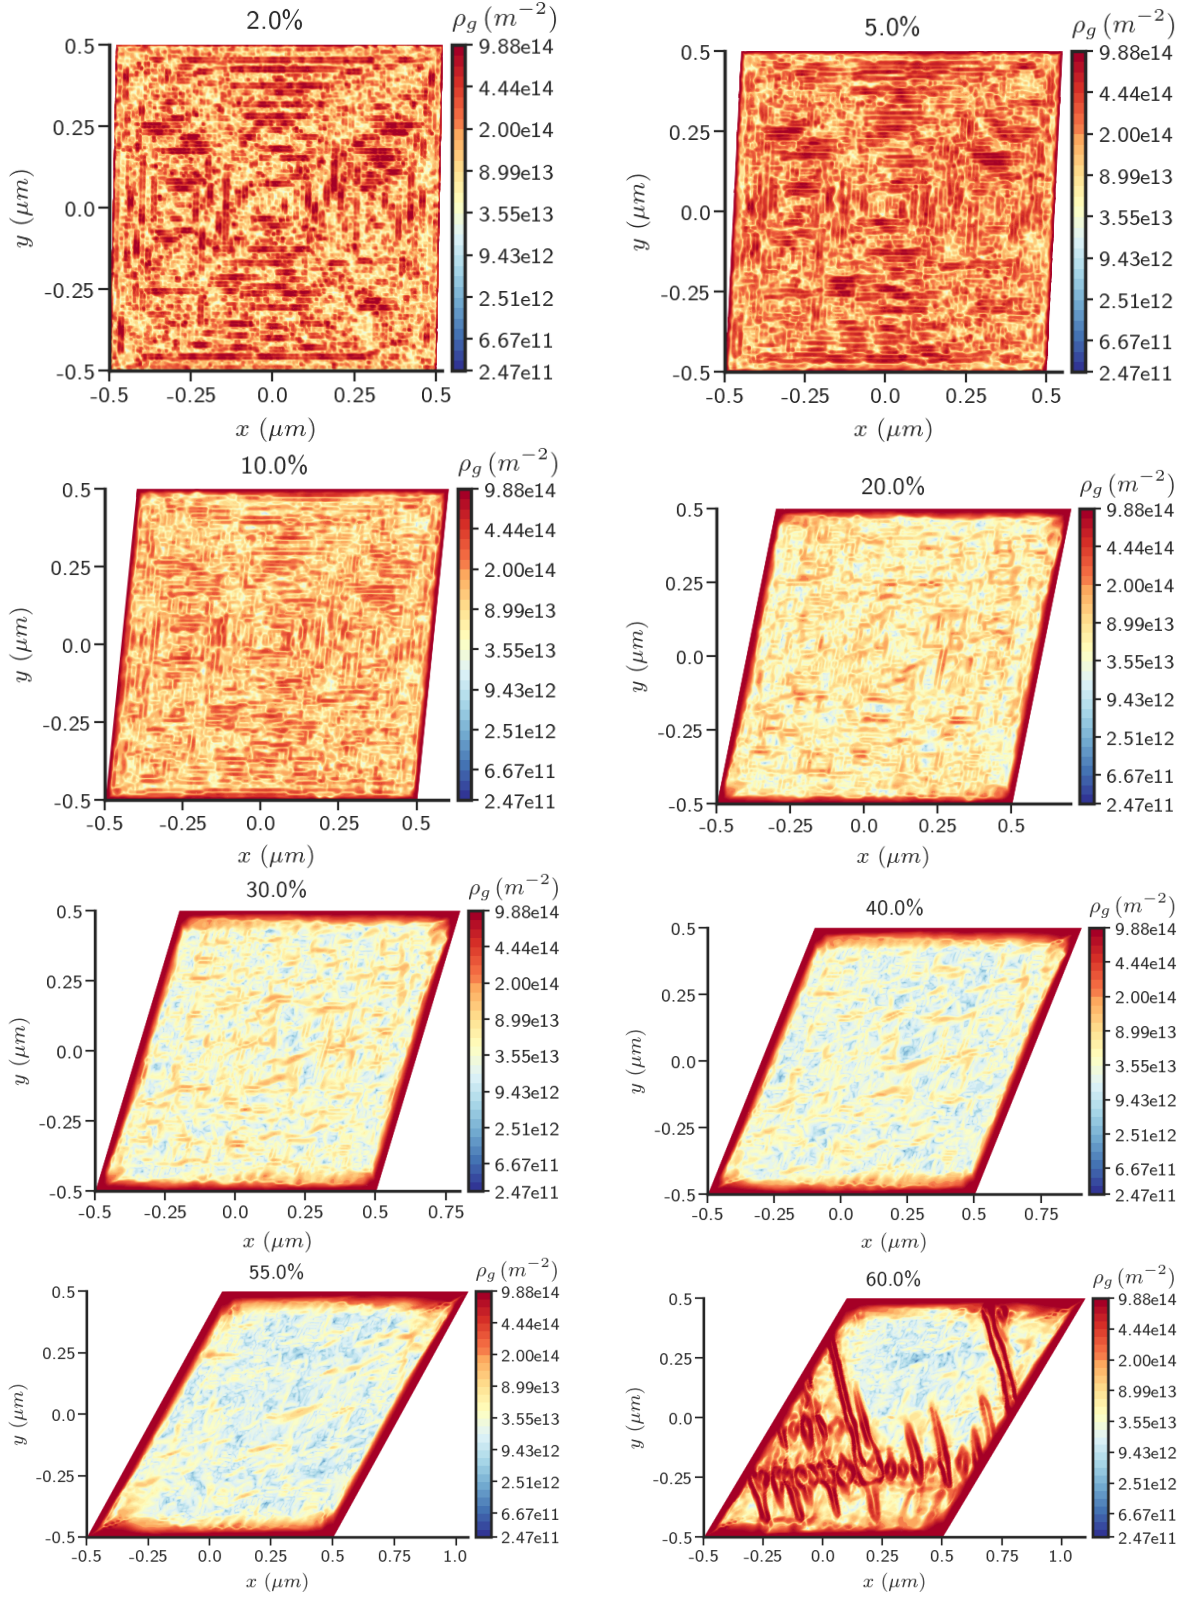 2.0%
ρ_g (m⁻²)
9.88e14
4.44e14
2.00e14
8.99e13
3.55e13
9.43e12
2.51e12
6.67e11
2.47e11
0.5
0.25
0.0
-0.25
-0.5
y (μm)
-0.5 -0.25 0.0 0.25 0.5
x (μm)
5.0%
ρ_g (m⁻²)
9.88e14
4.44e14
2.00e14
8.99e13
3.55e13
9.43e12
2.51e12
6.67e11
2.47e11
0.5
0.25
0.0
-0.25
-0.5
y (μm)
-0.5 -0.25 0.0 0.25 0.5
x (μm)
10.0%
ρ_g (m⁻²)
9.88e14
4.44e14
2.00e14
8.99e13
3.55e13
9.43e12
2.51e12
6.67e11
2.47e11
0.5
0.25
0.0
-0.25
-0.5
y (μm)
-0.5 -0.25 0.0 0.25 0.5
x (μm)
20.0%
ρ_g (m⁻²)
9.88e14
4.44e14
2.00e14
8.99e13
3.55e13
9.43e12
2.51e12
6.67e11
2.47e11
0.5
0.25
0.0
-0.25
-0.5
y (μm)
-0.5 -0.25 0.0 0.25 0.5
x (μm)
30.0%
ρ_g (m⁻²)
9.88e14
4.44e14
2.00e14
8.99e13
3.55e13
9.43e12
2.51e12
6.67e11
2.47e11
0.5
0.25
0.0
-0.25
-0.5
y (μm)
-0.5 -0.25 0.0 0.25 0.5 0.75
x (μm)
40.0%
ρ_g (m⁻²)
9.88e14
4.44e14
2.00e14
8.99e13
3.55e13
9.43e12
2.51e12
6.67e11
2.47e11
0.5
0.25
0.0
-0.25
-0.5
y (μm)
-0.5 -0.25 0.0 0.25 0.5 0.75
x (μm)
55.0%
ρ_g (m⁻²)
9.88e14
4.44e14
2.00e14
8.99e13
3.55e13
9.43e12
2.51e12
6.67e11
2.47e11
0.5
0.25
0.0
-0.25
-0.5
y (μm)
-0.5 -0.25 0.0 0.25 0.5 0.75 1.0
x (μm)
60.0%
ρ_g (m⁻²)
9.88e14
4.44e14
2.00e14
8.99e13
3.55e13
9.43e12
2.51e12
6.67e11
2.47e11
0.5
0.25
0.0
-0.25
-0.5
y (μm)
-0.5 -0.25 0.0 0.25 0.5 0.75 1.0
x (μm)